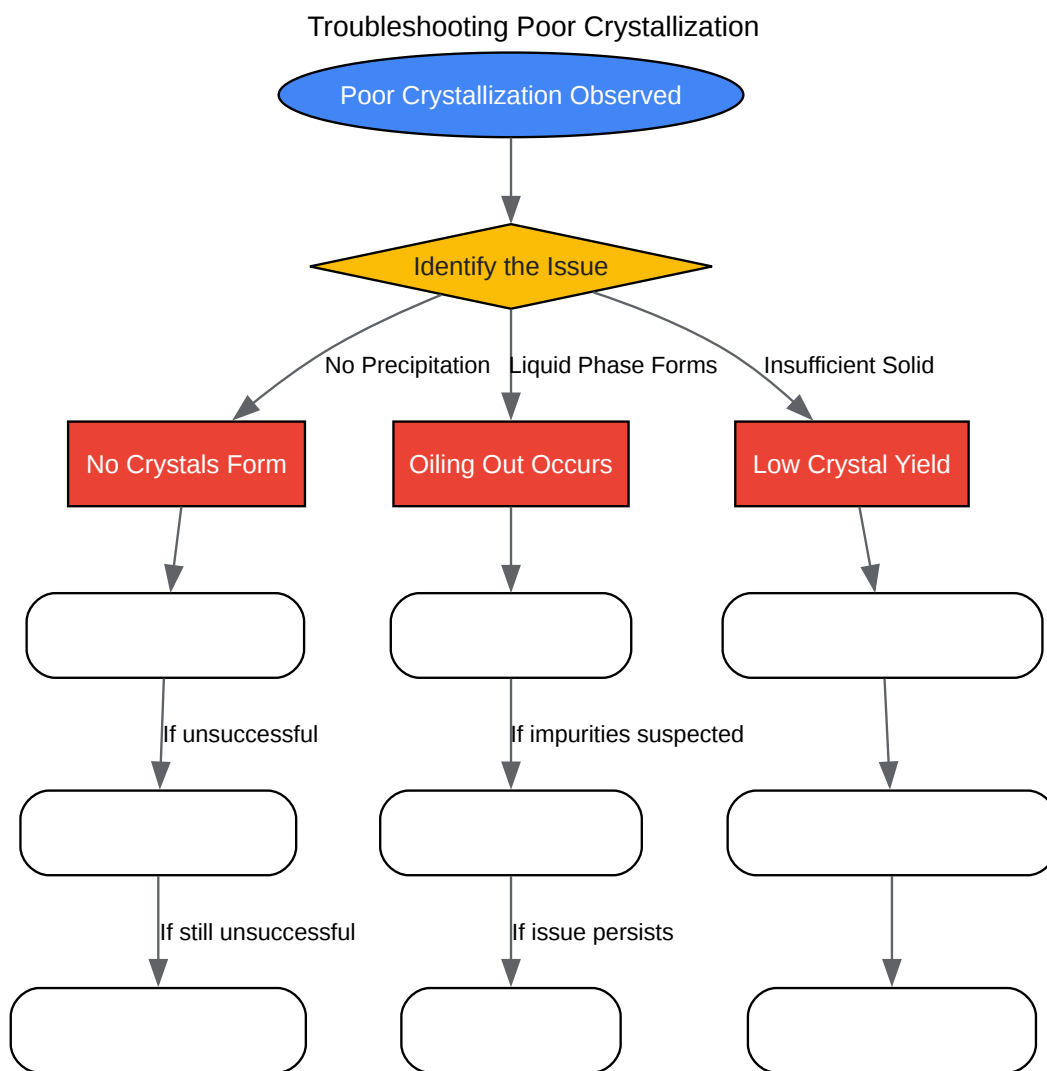 Troubleshooting Poor Crystallization
Poor Crystallization Observed
Identify the Issue
No Precipitation
Liquid Phase Forms
Insufficient Solid
No Crystals Form
Oiling Out Occurs
Low Crystal Yield
If unsuccessful
If impurities suspected
If still unsuccessful
If issue persists